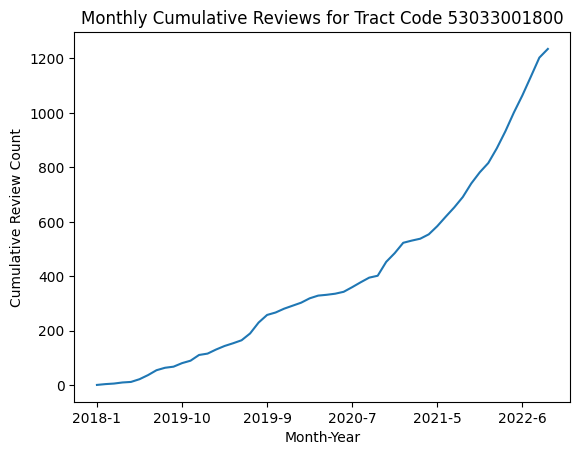 Monthly Cumulative Reviews for Tract Code 53033001800
Cumulative Review Count
1200
1000
800
600
400
200
0
2018-1 2019-10 2019-9 2020-7 2021-5 2022-6
Month-Year